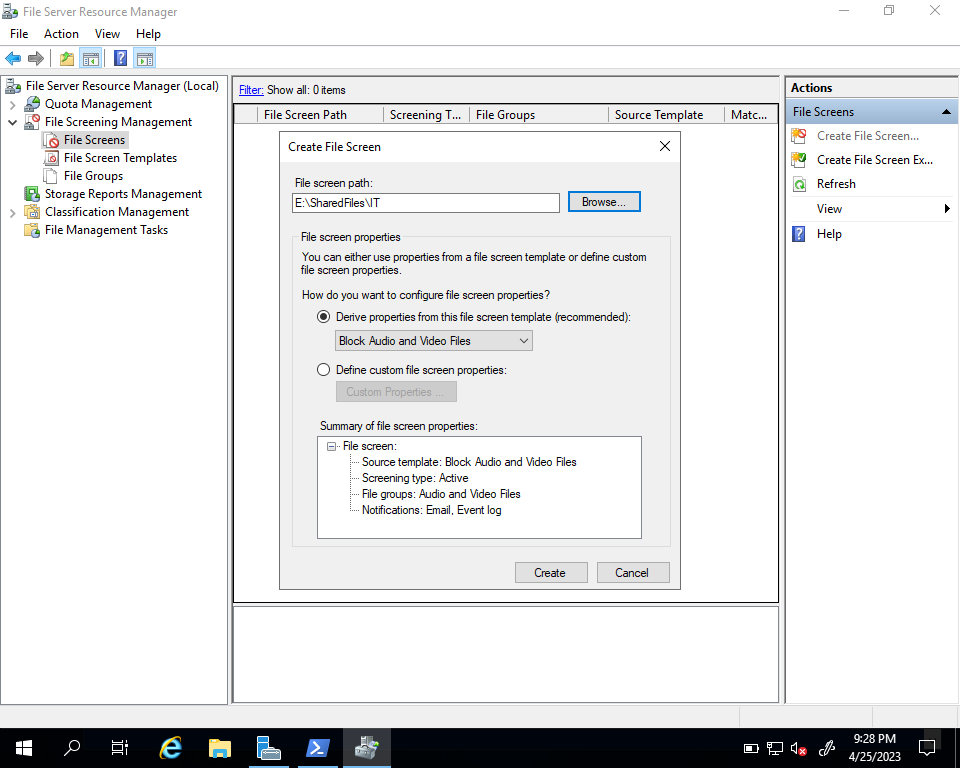 File Server Resource Manager
File Action View Help
File Server Resource Manager (Local)
Quota Management
File Screening Management
File Screens
File Screen Templates
File Groups
Storage Reports Management
Classification Management
File Management Tasks
Filter: Show all: 0 items
File Screen Path Screening T... File Groups Source Template Matc...
Create File Screen
File screen path:
E:\SharedFiles\IT
Browse...
File screen properties
You can either use properties from a file screen template or define custom
file screen properties.
How do you want to configure file screen properties?
Derive properties from this file screen template (recommended):
Block Audio and Video Files
Define custom file screen properties:
Custom Properties ...
Summary of file screen properties:
File screen:
Source template: Block Audio and Video Files
Screening type: Active
File groups: Audio and Video Files
Notifications: Email, Event log
Create Cancel
Actions
File Screens
Create File Screen...
Create File Screen Ex...
Refresh
View
Help
9:28 PM
4/25/2023